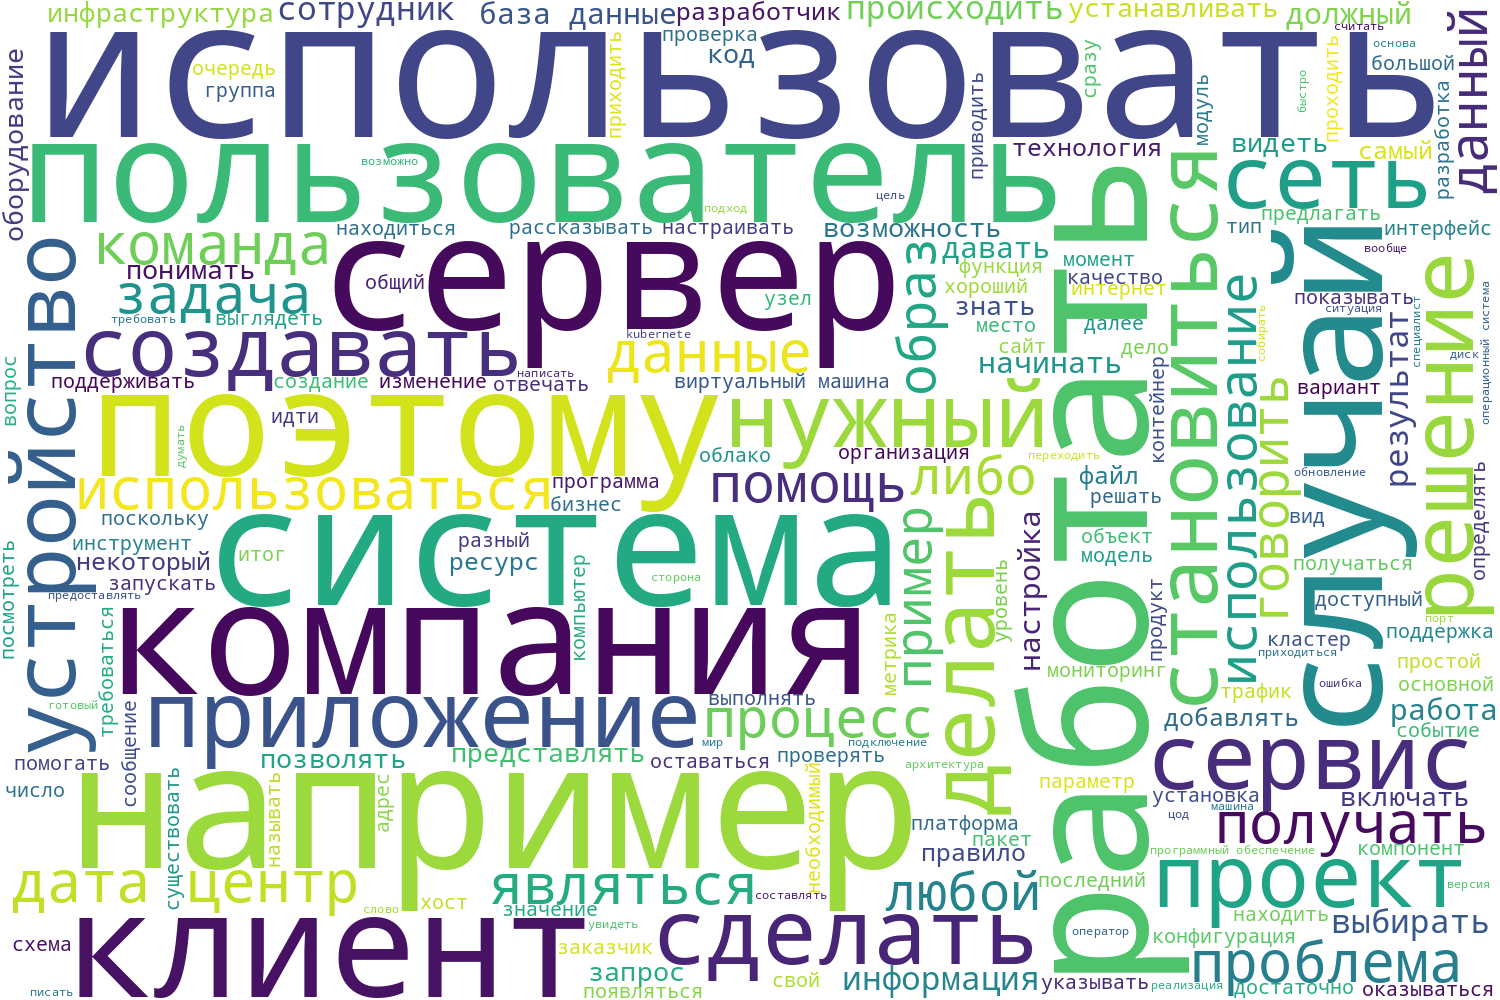 инфраструктура
сотрудник
база данные
разработчик
происходить
устанавливать
должный
считать
данный
использовать
очередь
группа
приходить
проверка
код
сразу
приводить
модуль
основа
большой
быстро
проходить
разработка
оборудование
пользователь
возможно
технология
видеть
самый
сеть
цель
подход
предлагать
тип
интерфейс
вообще
команда
находиться
рассказывать
настраивать
возможность
понимать
сервер
общий
задача
требовать
выглядеть
образ
давать
функция
хороший
узел
знать
место
сайт
начинать
момент
качество
интернет
далее
дело
работать
становиться
случай
использование
собирать
показывать
ситуация
специалист
решение
операционный система
диск
результат
вариант
устройство
вопрос
создавать
kubernete
данные
поддерживать
создание
изменение
написать
отвечать
виртуальный машина
контейнер
поэтому
идти
думать
нужный
облако
организация
переходить
обновление
говорить
использоваться
программа
бизнес
помощь
либо
файл
решать
вид
определять
поскольку
инструмент
некоторый
запускать
предоставлять
посмотреть
итог
система
разный
ресурс
сторона
компьютер
пример
делать
уровень
настройка
объект
модель
продукт
получаться
доступный
порт
кластер
приходиться
поддержка
компания
требоваться
метрика
мониторинг
трафик
ошибка
простой
основной
готовый
сообщение
приложение
выполнять
процесс
мир
подключение
добавлять
работа
событие
помогать
число
позволять
представлять
оставаться
проверять
архитектура
сервис
параметр
установка
машина
цод
включать
например
существовать
называть
адрес
необходимый
платформа
пакет
правило
получать
программный обеспечение
компонент
дата центр
слово
хост
являться
значение
составлять
увидеть
любой
последний
проект
версия
находить
выбирать
схема
клиент
заказчик
сделать
оператор
конфигурация
проблема
писать
запрос
появляться
свой
информация
указывать
реализация
достаточно
оказываться